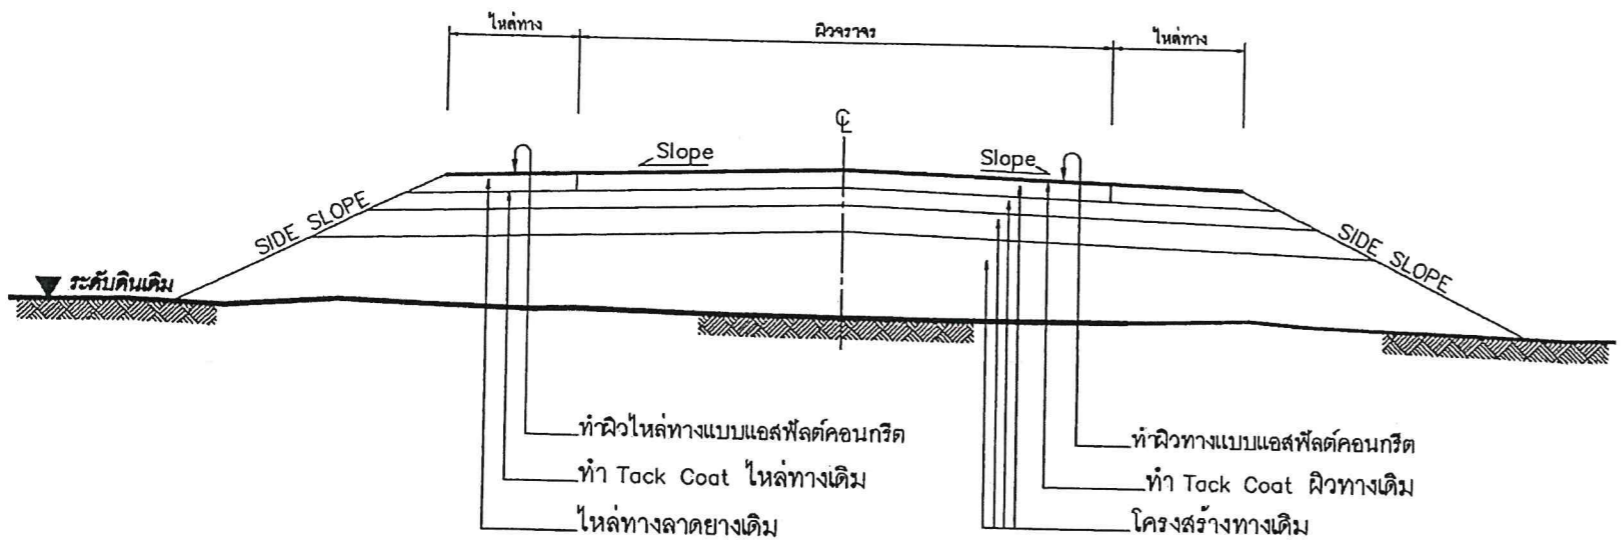 ไหล่ทาง
ผิวจราจร
ไหล่ทาง
℄
Slope
Slope
SIDE SLOPE
SIDE SLOPE
ระดับดินเดิม
ทำผิวไหล่ทางแบบแอสฟัลต์คอนกรีต
ทำ Tack Coat ไหล่ทางเดิม
ไหล่ทางลาดยางเดิม
ทำผิวทางแบบแอสฟัลต์คอนกรีต
ทำ Tack Coat ผิวทางเดิม
โครงสร้างทางเดิม